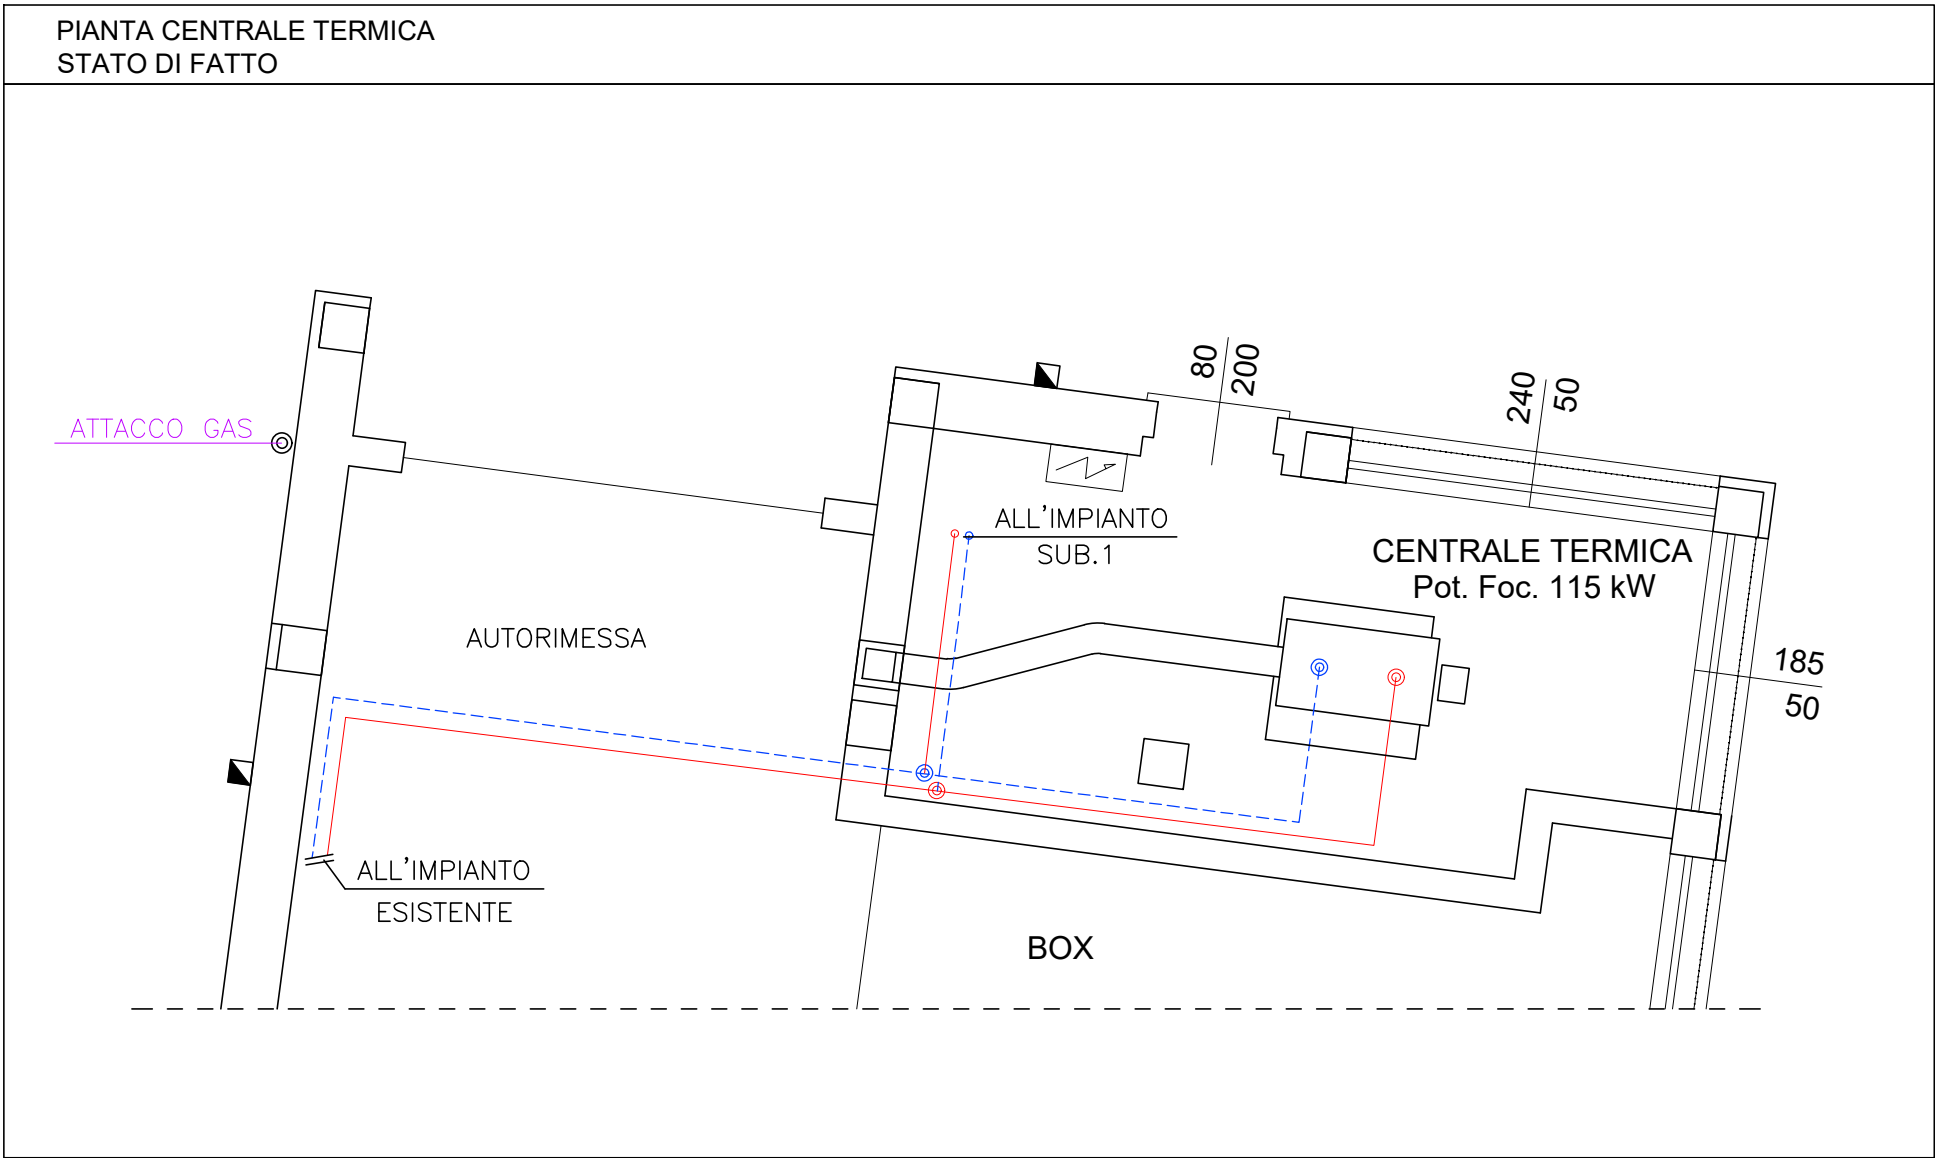 PIANTA CENTRALE TERMICA
STATO DI FATTO
80
200
240
50
ATTACCO GAS
ALL'IMPIANTO
SUB.1
CENTRALE TERMICA
Pot. Foc. 115 kW
AUTORIMESSA
185
50
ALL'IMPIANTO
ESISTENTE
BOX